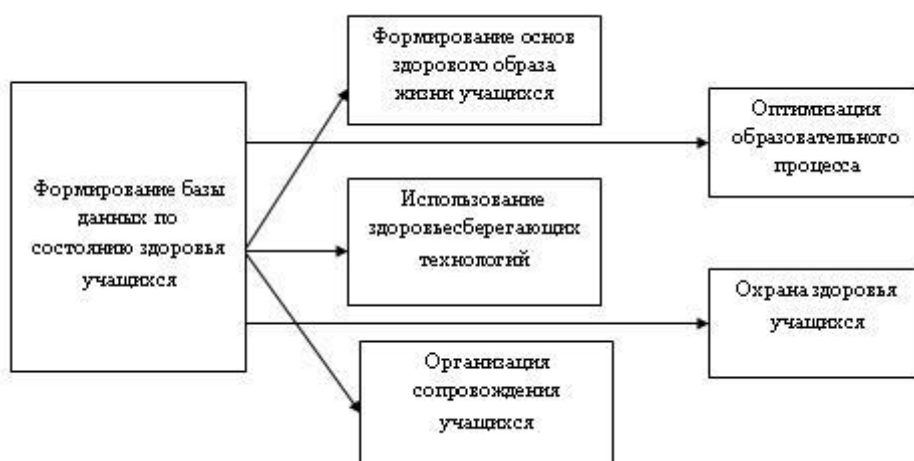 Формирование базы
данных по
состоянию здоровья
учащихся
Формирование основ
здорового образа
жизни учащихся
Использование
здоровьесберегающих
технологий
Организация
сопровождения
учащихся
Оптимизация
образовательного
процесса
Охрана здоровья
учащихся